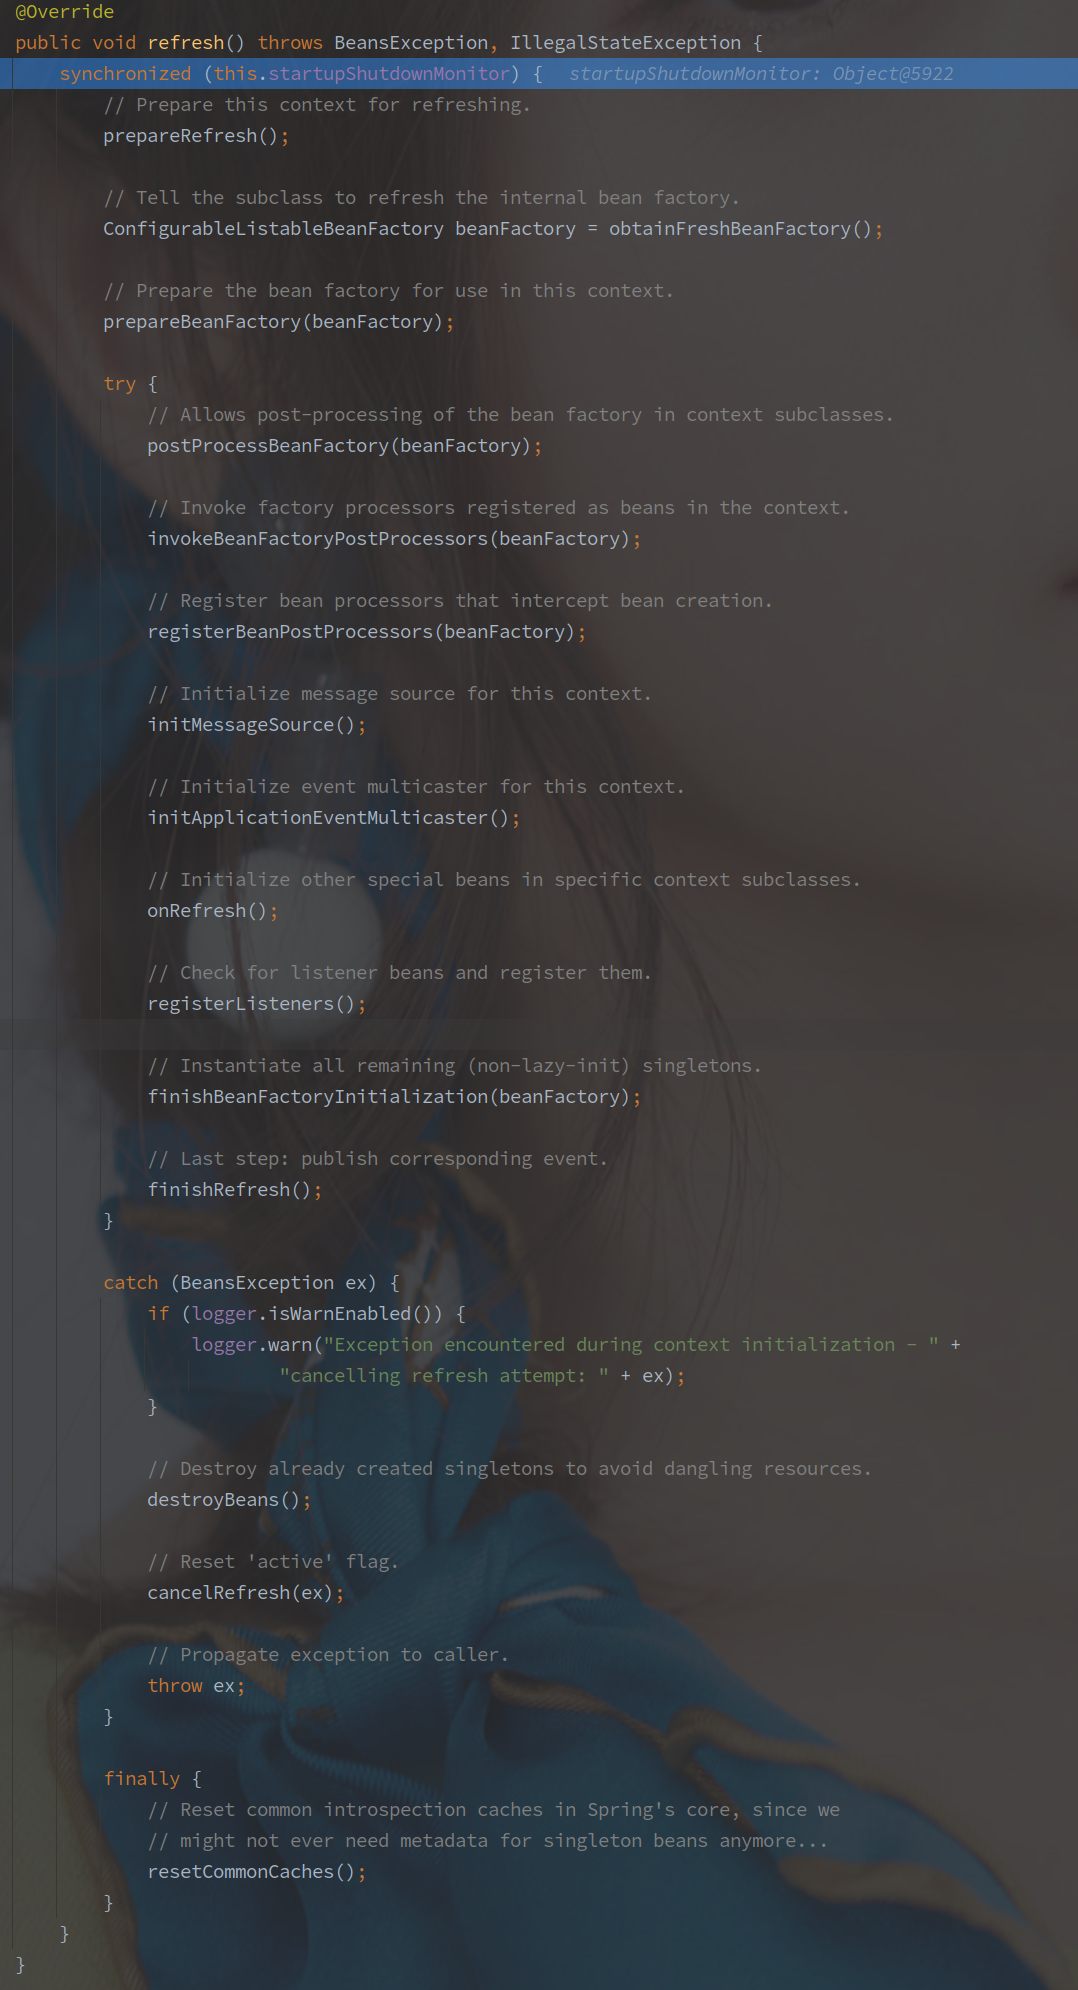 @Override
public void refresh() throws BeansException, IllegalStateException {
    synchronized (this.startupShutdownMonitor) {  startupShutdownMonitor: Object@5922
        // Prepare this context for refreshing.
        prepareRefresh();

        // Tell the subclass to refresh the internal bean factory.
        ConfigurableListableBeanFactory beanFactory = obtainFreshBeanFactory();

        // Prepare the bean factory for use in this context.
        prepareBeanFactory(beanFactory);

        try {
            // Allows post-processing of the bean factory in context subclasses.
            postProcessBeanFactory(beanFactory);

            // Invoke factory processors registered as beans in the context.
            invokeBeanFactoryPostProcessors(beanFactory);

            // Register bean processors that intercept bean creation.
            registerBeanPostProcessors(beanFactory);

            // Initialize message source for this context.
            initMessageSource();

            // Initialize event multicaster for this context.
            initApplicationEventMulticaster();

            // Initialize other special beans in specific context subclasses.
            onRefresh();

            // Check for listener beans and register them.
            registerListeners();

            // Instantiate all remaining (non-lazy-init) singletons.
            finishBeanFactoryInitialization(beanFactory);

            // Last step: publish corresponding event.
            finishRefresh();
        }

        catch (BeansException ex) {
            if (logger.isWarnEnabled()) {
                logger.warn("Exception encountered during context initialization - " +
                        "cancelling refresh attempt: " + ex);
            }

            // Destroy already created singletons to avoid dangling resources.
            destroyBeans();

            // Reset 'active' flag.
            cancelRefresh(ex);

            // Propagate exception to caller.
            throw ex;
        }

        finally {
            // Reset common introspection caches in Spring's core, since we
            // might not ever need metadata for singleton beans anymore...
            resetCommonCaches();
        }
    }
}